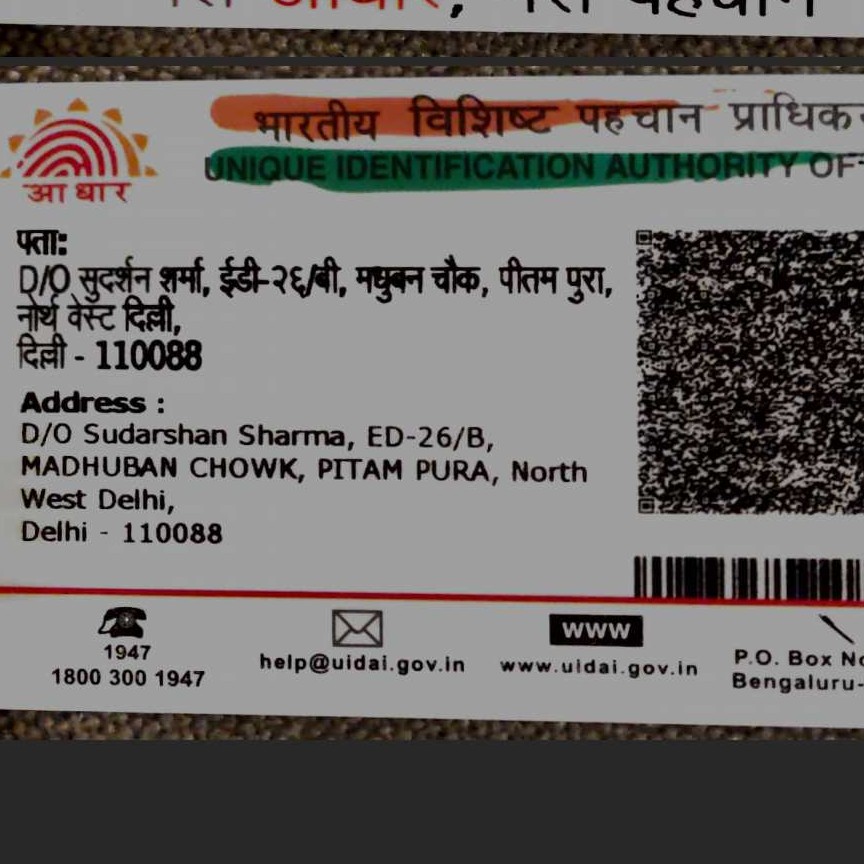 आधार,
भारतीय विशिष्ट पहचान
UNIQUE IDENTIFICATION AUTHORITY OF
आधार
पता:
D/O सुदर्शन शर्मा, ईडी-२६/बी, मधुबन चौक, पीतम पुरा,
नोर्थ वेस्ट दिल्ली,
दिल्ली - 110088
Address :
D/O Sudarshan Sharma, ED-26/B,
MADHUBAN CHOWK, PITAM PURA, North
West Delhi,
Delhi - 110088
1947
1800 300 1947
help@uidai.gov.in
WWW
www.uidai.gov.in
P.O. Box
Bengaluru-